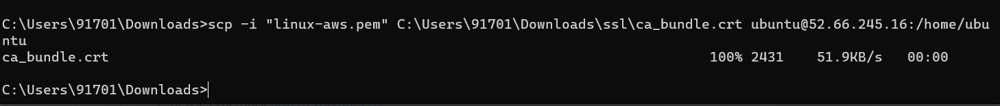 C:\Users\91701\Downloads>scp -i "linux-aws.pem" C:\Users\91701\Downloads\ssl\ca_bundle.crt ubuntu@52.66.245.16:/home/ubu
ntu
ca_bundle.crt 100% 2431 51.9KB/s 00:00
C:\Users\91701\Downloads>